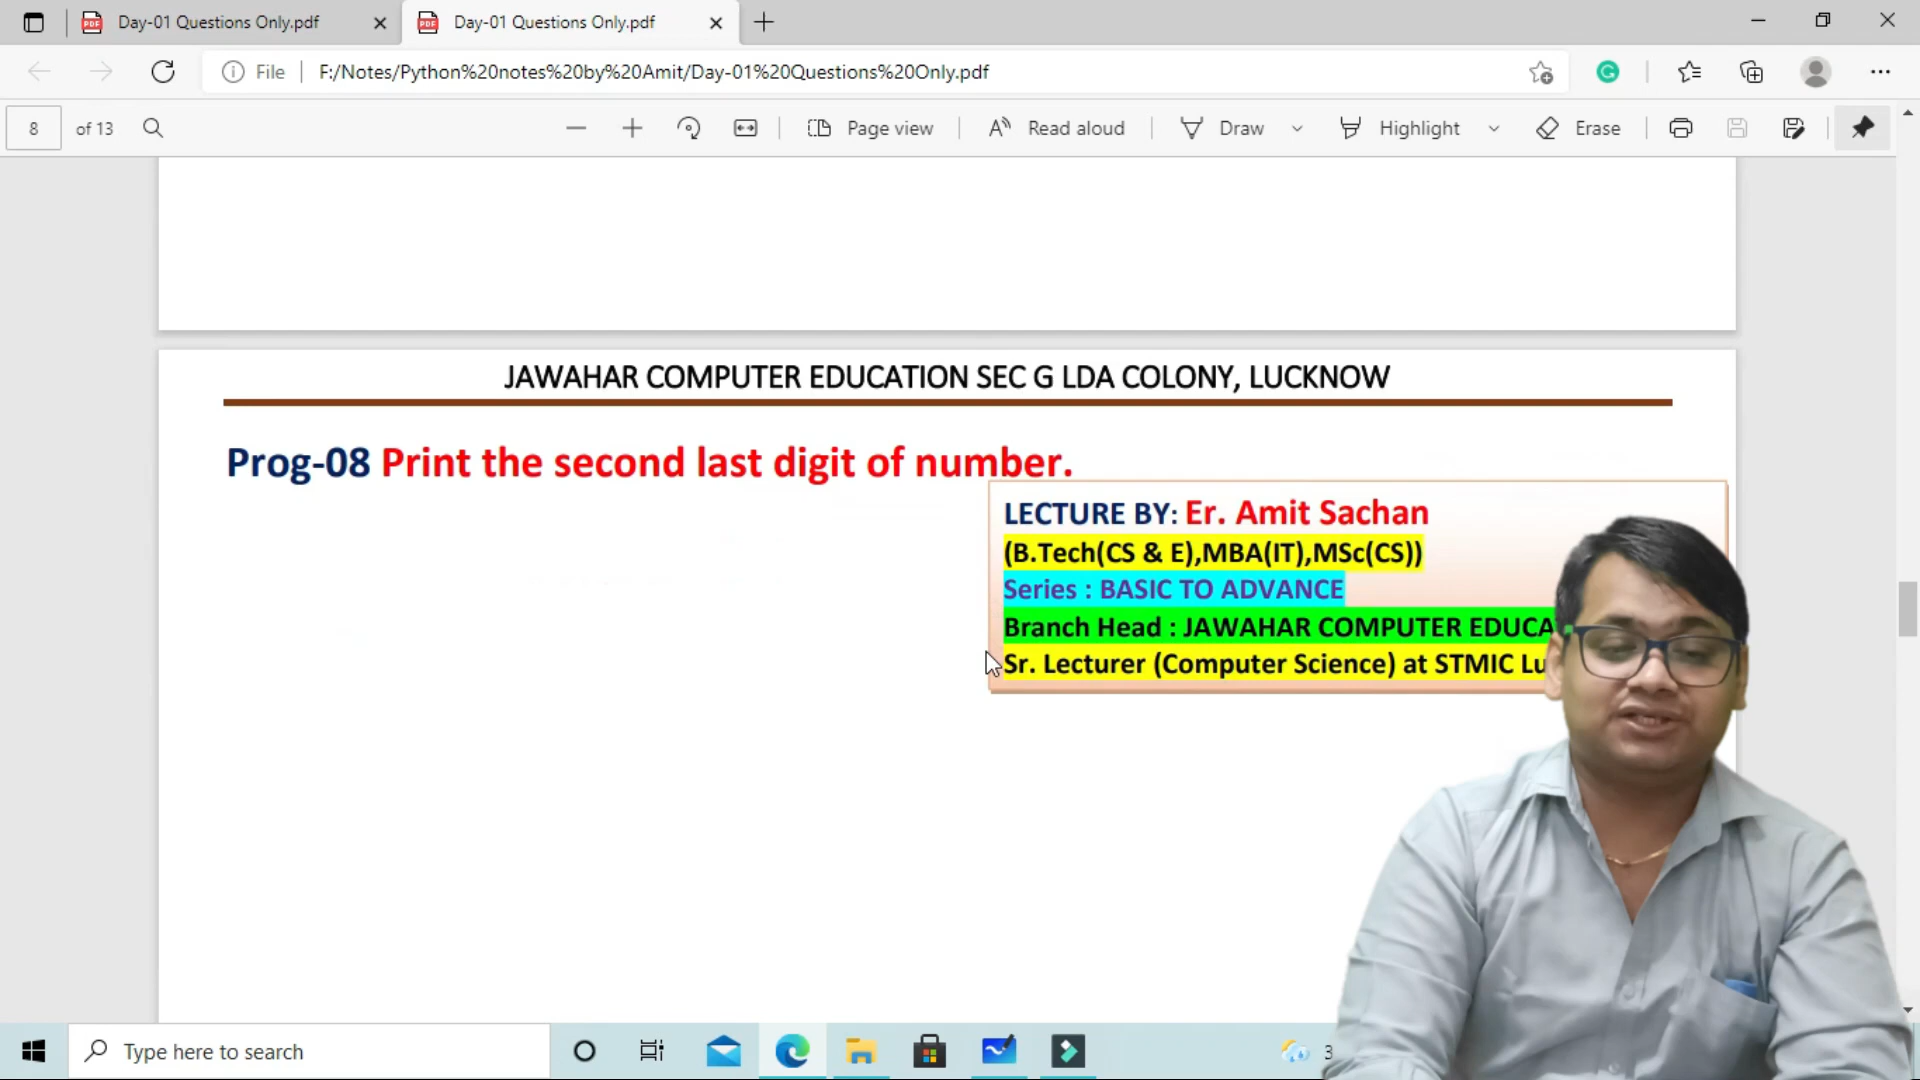 Day-01 Questions Only.pdf
Day-01 Questions Only.pdf
File
F:/Notes/Python%20notes%20by%20Amit/Day-01%20Questions%20Only.pdf
8 of 13
Page view
Read aloud
Draw
Highlight
Erase
JAWAHAR COMPUTER EDUCATION SEC G LDA COLONY, LUCKNOW
Prog-08 Print the second last digit of number.
LECTURE BY: Er. Amit Sachan
(B.Tech(CS & E),MBA(IT),MSc(CS))
Series : BASIC TO ADVANCE
Branch Head : JAWAHAR COMPUTER EDUCA
Sr. Lecturer (Computer Science) at STMIC Lu
Type here to search
3